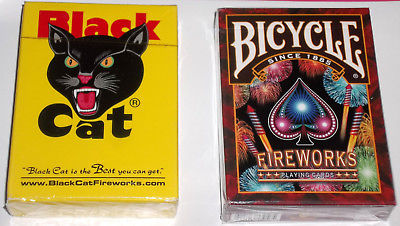 Black
Cat®
"Black Cat is the Best you can get."
www.BlackCatFireworks.com
BICYCLE®
SINCE 1885
FIREWORKS
PLAYING CARDS